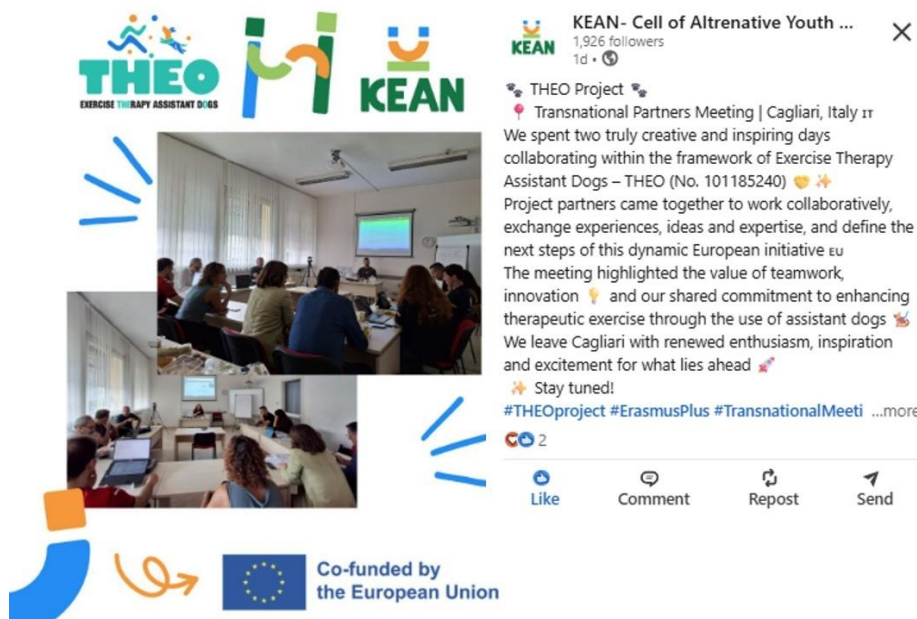 THEO
EXERCISE THERAPY ASSISTANT DOGS
KEAN
Co-funded by
the European Union
KEAN
KEAN- Cell of Altrenative Youth ...
1,926 followers
1d •
🐾 THEO Project 🐾
📍 Transnational Partners Meeting | Cagliari, Italy IT
We spent two truly creative and inspiring days
collaborating within the framework of Exercise Therapy
Assistant Dogs – THEO (No. 101185240) 🤝 ✨
Project partners came together to work collaboratively,
exchange experiences, ideas and expertise, and define the
next steps of this dynamic European initiative EU
The meeting highlighted the value of teamwork,
innovation 💡 and our shared commitment to enhancing
therapeutic exercise through the use of assistant dogs 🐕‍🦺
We leave Cagliari with renewed enthusiasm, inspiration
and excitement for what lies ahead 🚀
✨ Stay tuned!
#THEOproject #ErasmusPlus #TransnationalMeeti ...more
2
Like
Comment
Repost
Send